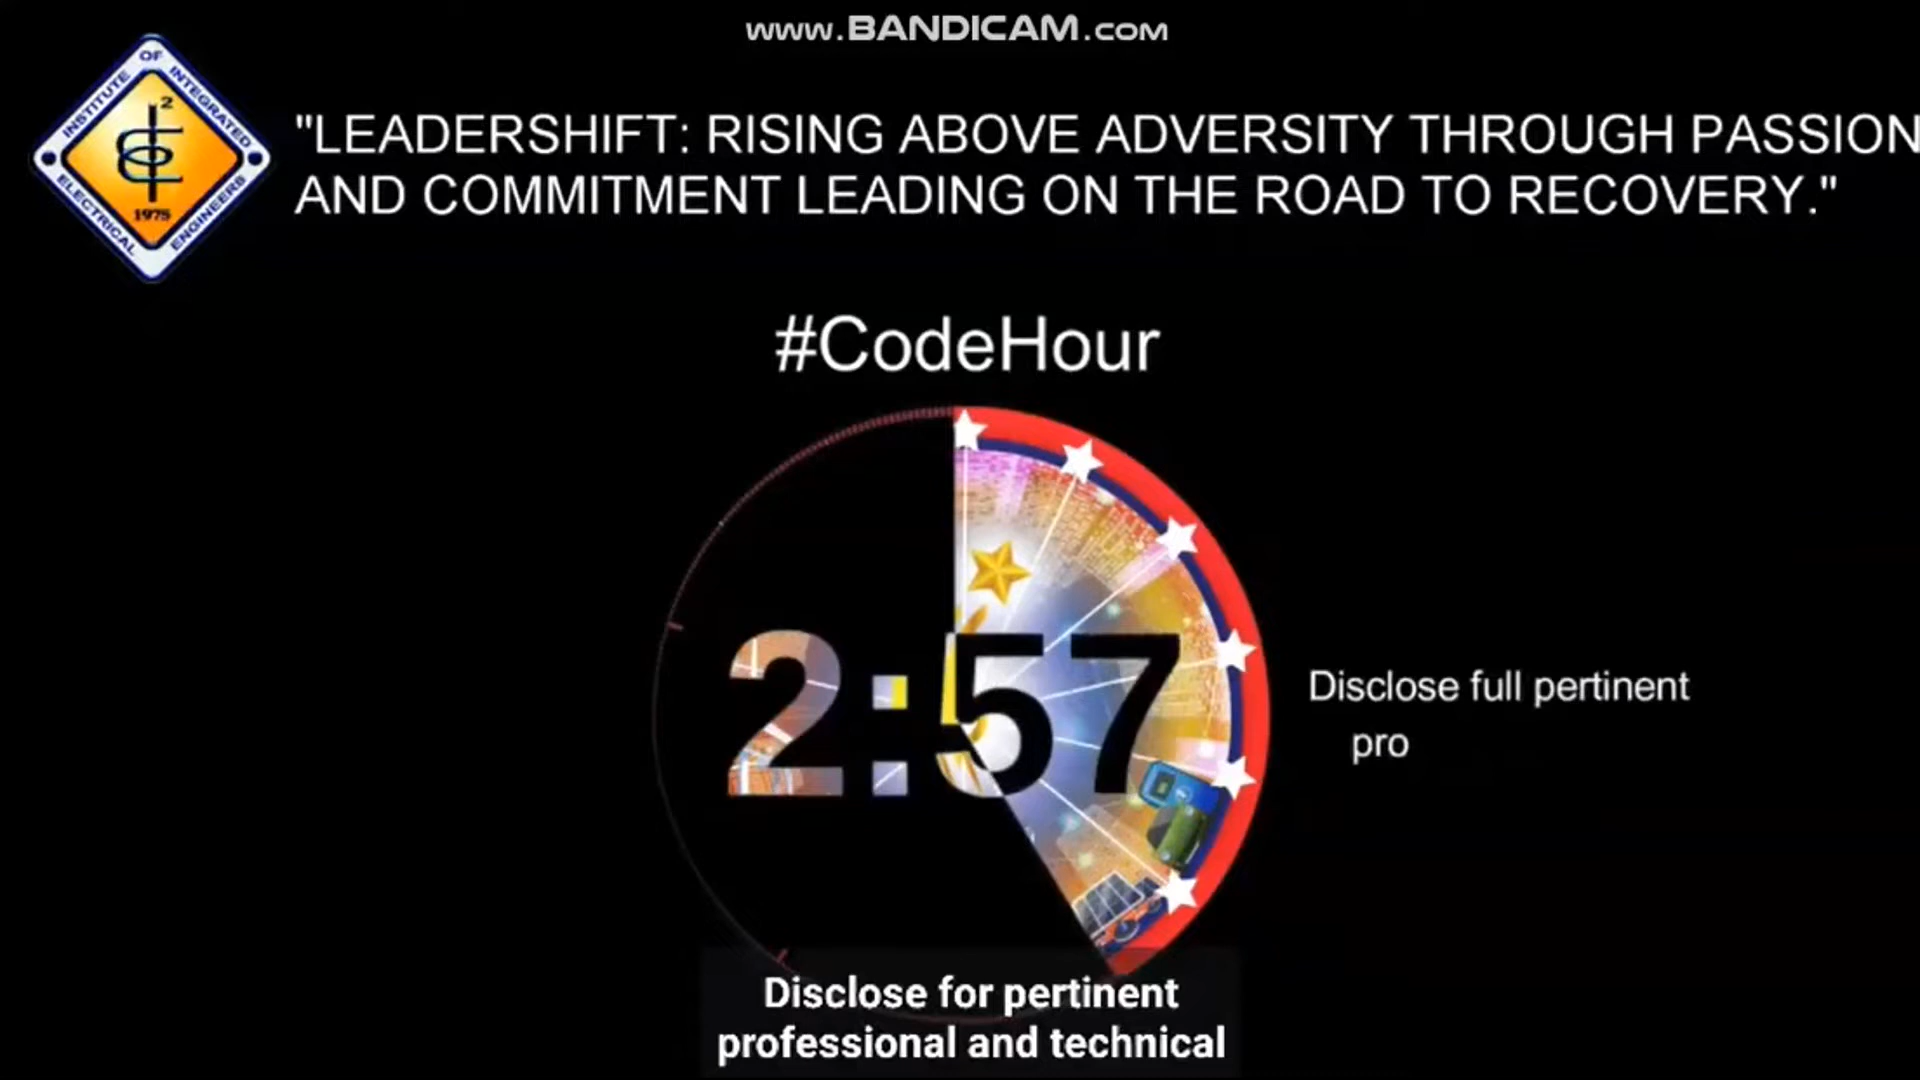 www.BANDICAM.com
INSTITUTE OF INTEGRATED
ELECTRICAL ENGINEERS
2
1975
"LEADERSHIFT: RISING ABOVE ADVERSITY THROUGH PASSION
AND COMMITMENT LEADING ON THE ROAD TO RECOVERY."
#CodeHour
2:57
Disclose full pertinent
pro
Disclose for pertinent
professional and technical